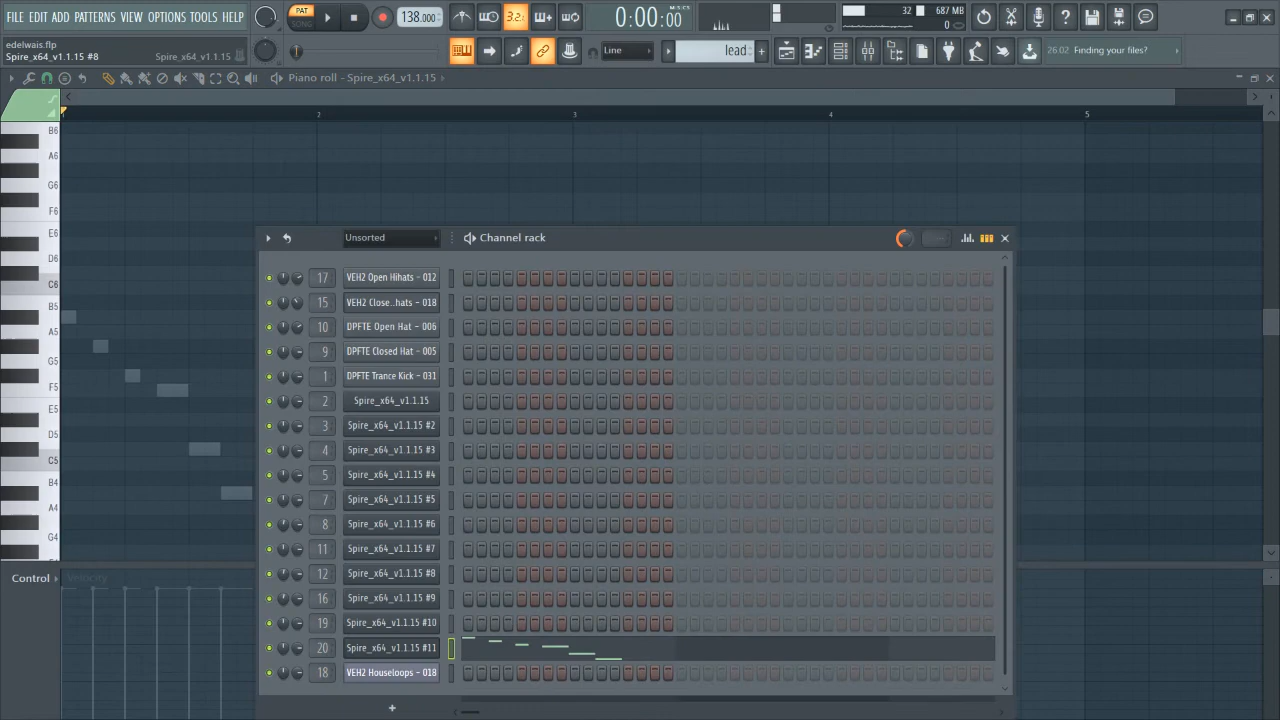 FILE EDIT ADD PATTERNS VIEW OPTIONS TOOLS HELP
PAT
SONG
138.000
3.2.
0:00:00
M:S:CS
32
687 MB
0
edelwais.flp
Spire_x64_v1.1.15 #8
Spire_x64_v1.1.15
Line
lead
26.02 Finding your files?
Piano roll - Spire_x64_v1.1.15
2
3
4
5
B6
A6
G6
F6
E6
D6
C6
B5
A5
G5
F5
E5
D5
C5
B4
A4
G4
Unsorted
Channel rack
17 VEH2 Open Hihats - 012
15 VEH2 Close..hats - 018
10 DPFTE Open Hat - 006
9 DPFTE Closed Hat - 005
1 DPFTE Trance Kick - 031
2 Spire_x64_v1.1.15
3 Spire_x64_v1.1.15 #2
4 Spire_x64_v1.1.15 #3
5 Spire_x64_v1.1.15 #4
7 Spire_x64_v1.1.15 #5
8 Spire_x64_v1.1.15 #6
11 Spire_x64_v1.1.15 #7
12 Spire_x64_v1.1.15 #8
16 Spire_x64_v1.1.15 #9
19 Spire_x64_v1.1.15 #10
20 Spire_x64_v1.1.15 #11
18 VEH2 Houseloops - 018
Control
Velocity